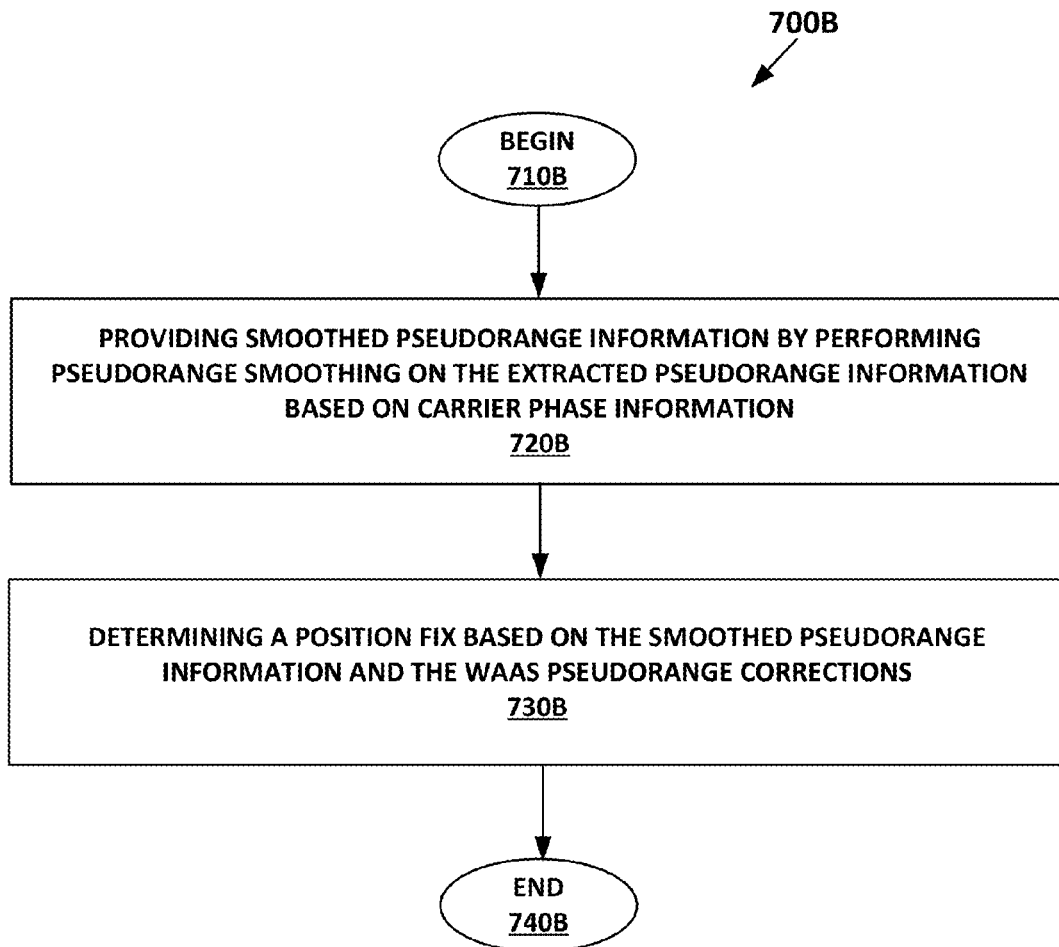 700B
BEGIN
710B
PROVIDING SMOOTHED PSEUDORANGE INFORMATION BY PERFORMING
PSEUDORANGE SMOOTHING ON THE EXTRACTED PSEUDORANGE INFORMATION
BASED ON CARRIER PHASE INFORMATION
720B
DETERMINING A POSITION FIX BASED ON THE SMOOTHED PSEUDORANGE
INFORMATION AND THE WAAS PSEUDORANGE CORRECTIONS
730B
END
740B